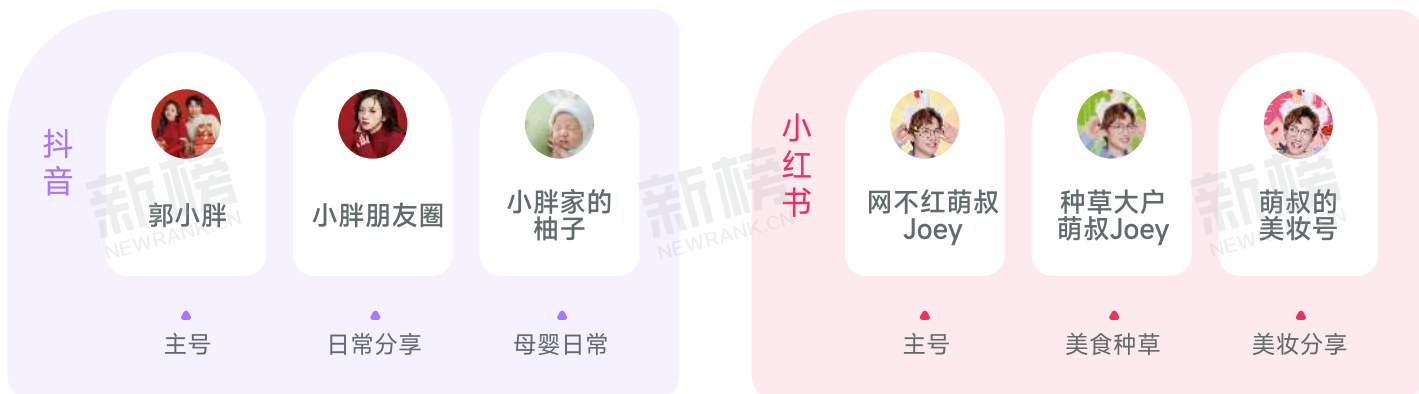 抖音
郭小胖
小胖朋友圈
小胖家的
柚子
主号
日常分享
母婴日常
小红书
网不红萌叔
Joey
种草大户
萌叔Joey
萌叔的
美妆号
主号
美食种草
美妆分享
新榜
NEWRANK.CN
新榜
NEWRANK.CN
新榜
NEWRANK.CN